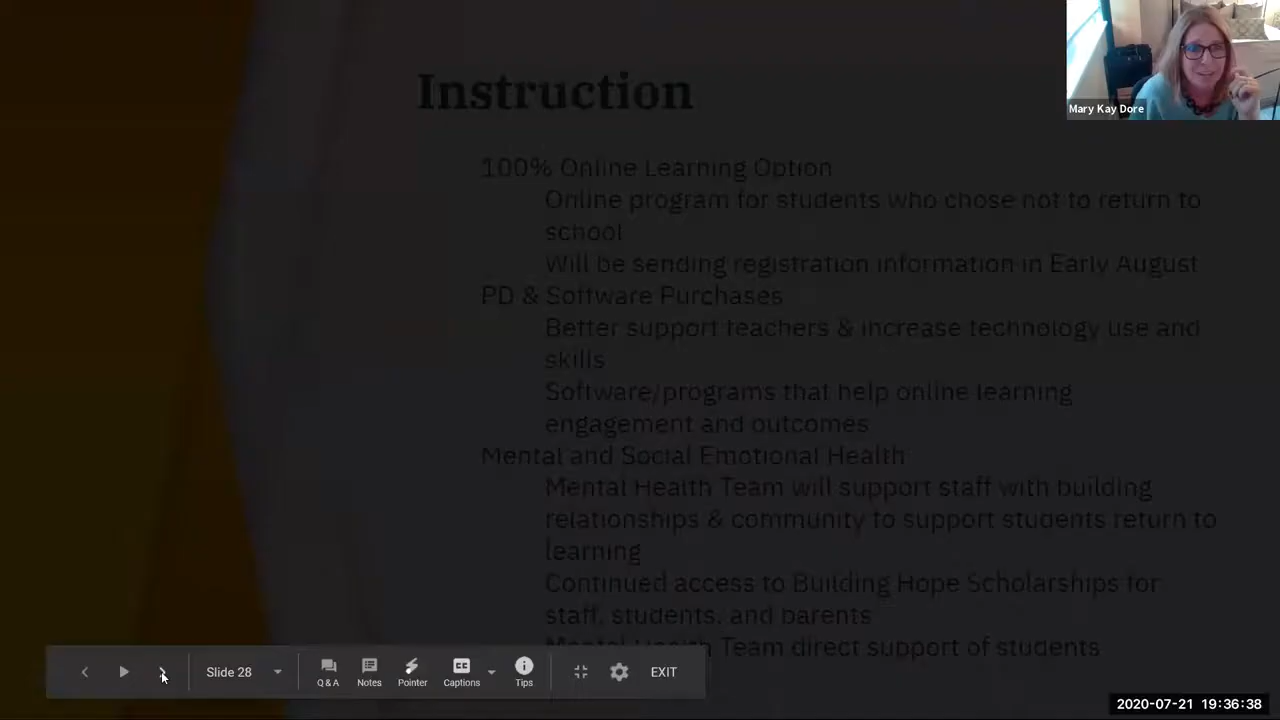 Instruction
Mary Kay Dore
100% Online Learning Option
Online program for students who chose not to return to
school
Will be sending registration information in Early August
PD & Software Purchases
Better support teachers & increase technology use and
skills
Software/programs that help online learning
engagement and outcomes
Mental and Social Emotional Health
Mental Health Team will support staff with building
relationships & community to support students return to
learning
Continued access to Building Hope Scholarships for
staff, students, and parents
Mental Health Team direct support of students
Slide 28
Q & A
Notes
Pointer
Captions
Tips
EXIT
2020-07-21 19:36:38